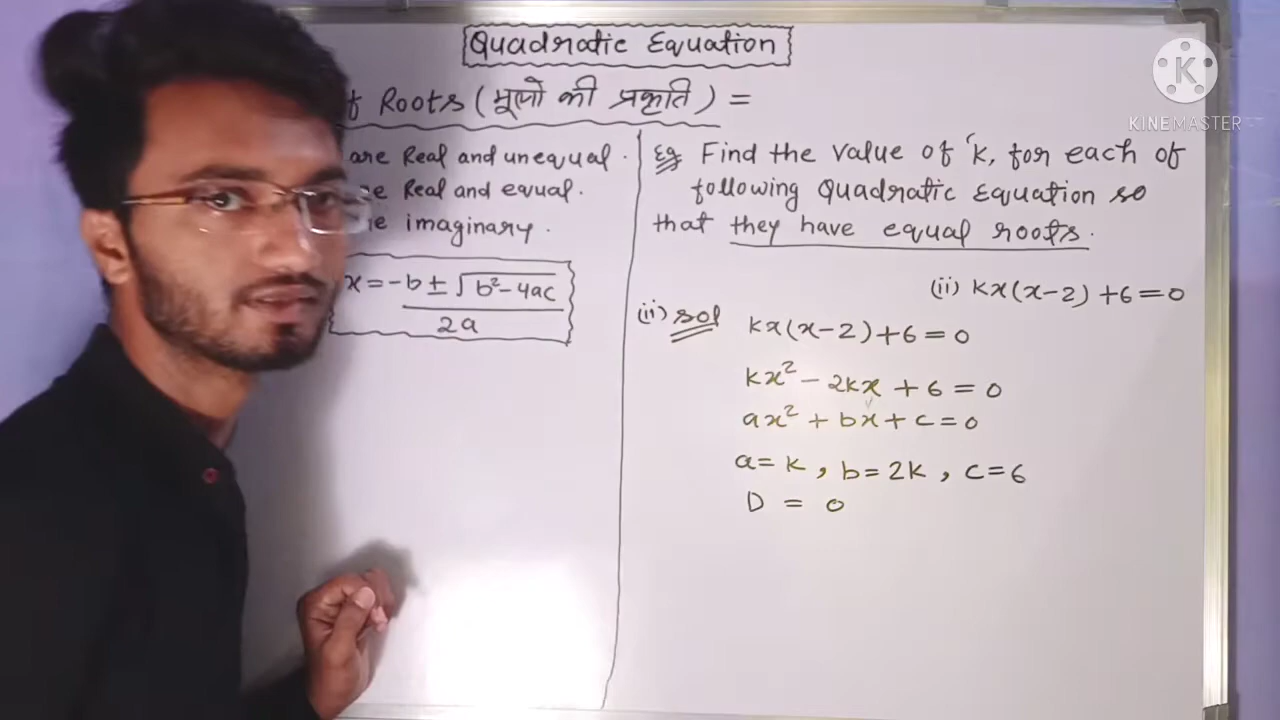 Quadratic Equation
f Roots (मूलो की प्रकृति) =
are Real and unequal.
e Real and equal.
e imaginary.
x = -b ± √b²-4ac
2a
Eg Find the value of 'k, for each of
following Quadratic Equation so
that they have equal roots.
(ii) kx(x-2)+6=0
(ii) sol
kx(x-2)+6=0
kx² - 2kx + 6 = 0
ax² + bx + c = 0
a=k, b=2k, c=6
D = 0
K
KINEMASTER